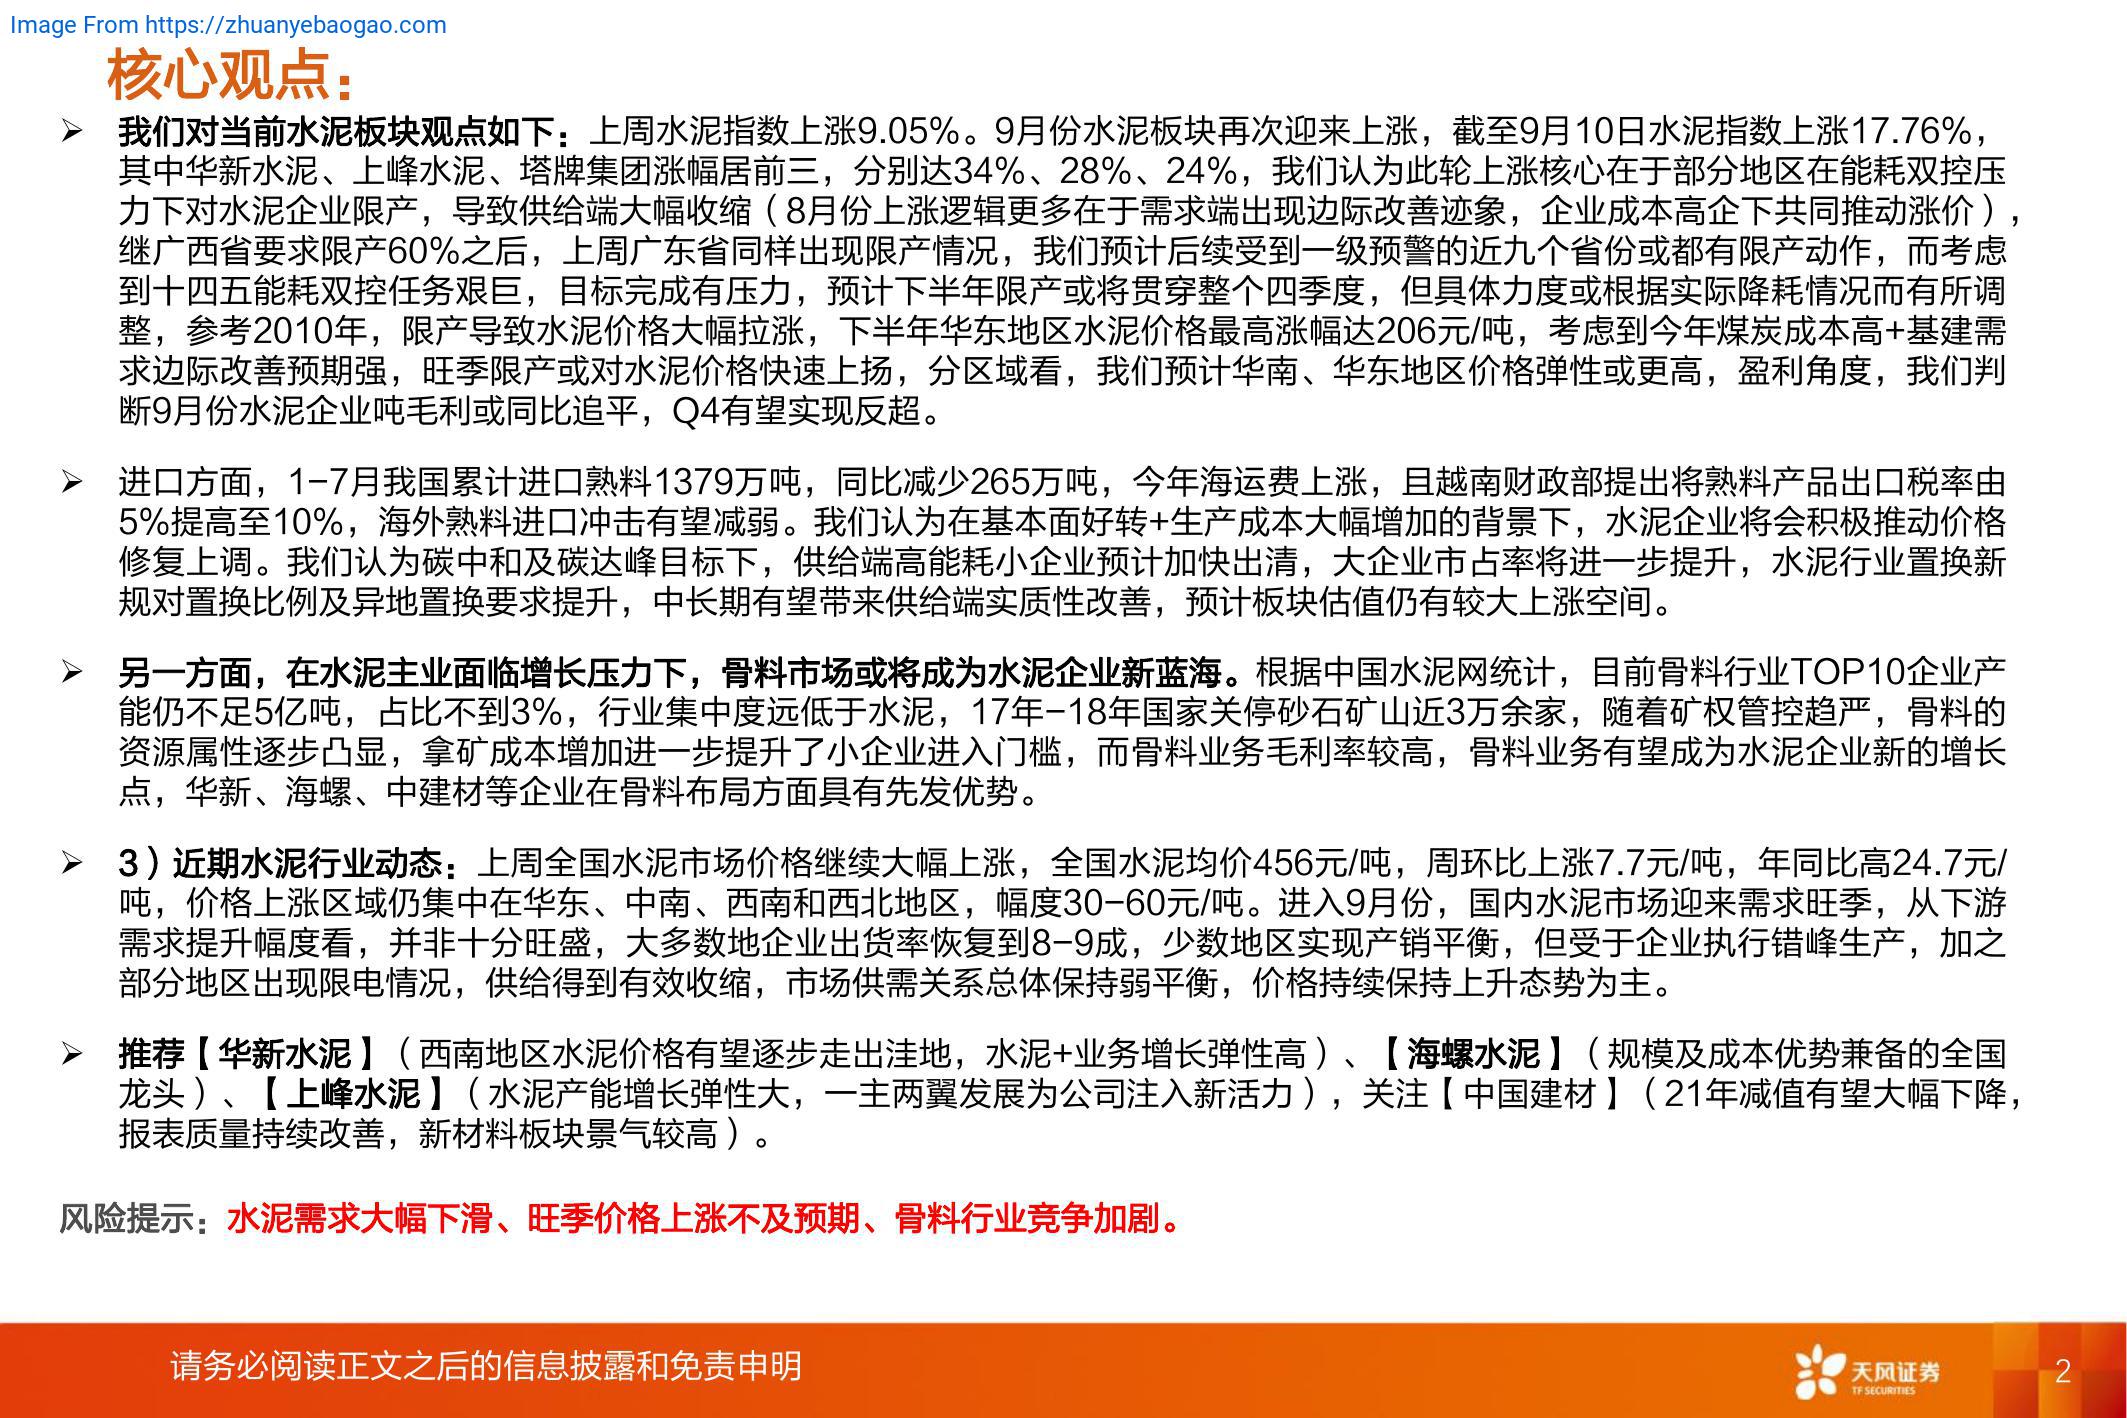 Image From https://zhuanyebaogao.com
核心观点：
➢ 我们对当前水泥板块观点如下：上周水泥指数上涨9.05%。9月份水泥板块再次迎来上涨，截至9月10日水泥指数上涨17.76%，
其中华新水泥、上峰水泥、塔牌集团涨幅居前三，分别达34%、28%、24%，我们认为此轮上涨核心在于部分地区在能耗双控压
力下对水泥企业限产，导致供给端大幅收缩（8月份上涨逻辑更多在于需求端出现边际改善迹象，企业成本高企下共同推动涨价），
继广西省要求限产60%之后，上周广东省同样出现限产情况，我们预计后续受到一级预警的近九个省份或都有限产动作，而考虑
到十四五能耗双控任务艰巨，目标完成有压力，预计下半年限产或将贯穿整个四季度，但具体力度或根据实际降耗情况而有所调
整，参考2010年，限产导致水泥价格大幅拉涨，下半年华东地区水泥价格最高涨幅达206元/吨，考虑到今年煤炭成本高+基建需
求边际改善预期强，旺季限产或对水泥价格快速上扬，分区域看，我们预计华南、华东地区价格弹性或更高，盈利角度，我们判
断9月份水泥企业吨毛利或同比追平，Q4有望实现反超。
➢ 进口方面，1-7月我国累计进口熟料1379万吨，同比减少265万吨，今年海运费上涨，且越南财政部提出将熟料产品出口税率由
5%提高至10%，海外熟料进口冲击有望减弱。我们认为在基本面好转+生产成本大幅增加的背景下，水泥企业将会积极推动价格
修复上调。我们认为碳中和及碳达峰目标下，供给端高能耗小企业预计加快出清，大企业市占率将进一步提升，水泥行业置换新
规对置换比例及异地置换要求提升，中长期有望带来供给端实质性改善，预计板块估值仍有较大上涨空间。
➢ 另一方面，在水泥主业面临增长压力下，骨料市场或将成为水泥企业新蓝海。根据中国水泥网统计，目前骨料行业TOP10企业产
能仍不足5亿吨，占比不到3%，行业集中度远低于水泥，17年-18年国家关停砂石矿山近3万余家，随着矿权管控趋严，骨料的
资源属性逐步凸显，拿矿成本增加进一步提升了小企业进入门槛，而骨料业务毛利率较高，骨料业务有望成为水泥企业新的增长
点，华新、海螺、中建材等企业在骨料布局方面具有先发优势。
➢ 3）近期水泥行业动态：上周全国水泥市场价格继续大幅上涨，全国水泥均价456元/吨，周环比上涨7.7元/吨，年同比高24.7元/
吨，价格上涨区域仍集中在华东、中南、西南和西北地区，幅度30-60元/吨。进入9月份，国内水泥市场迎来需求旺季，从下游
需求提升幅度看，并非十分旺盛，大多数地企业出货率恢复到8-9成，少数地区实现产销平衡，但受于企业执行错峰生产，加之
部分地区出现限电情况，供给得到有效收缩，市场供需关系总体保持弱平衡，价格持续保持上升态势为主。
➢ 推荐【华新水泥】（西南地区水泥价格有望逐步走出洼地，水泥+业务增长弹性高）、【海螺水泥】（规模及成本优势兼备的全国
龙头）、【上峰水泥】（水泥产能增长弹性大，一主两翼发展为公司注入新活力），关注【中国建材】（21年减值有望大幅下降，
报表质量持续改善，新材料板块景气较高）。
风险提示：水泥需求大幅下滑、旺季价格上涨不及预期、骨料行业竞争加剧。
请务必阅读正文之后的信息披露和免责申明
天风证券
TF SECURITIES
2